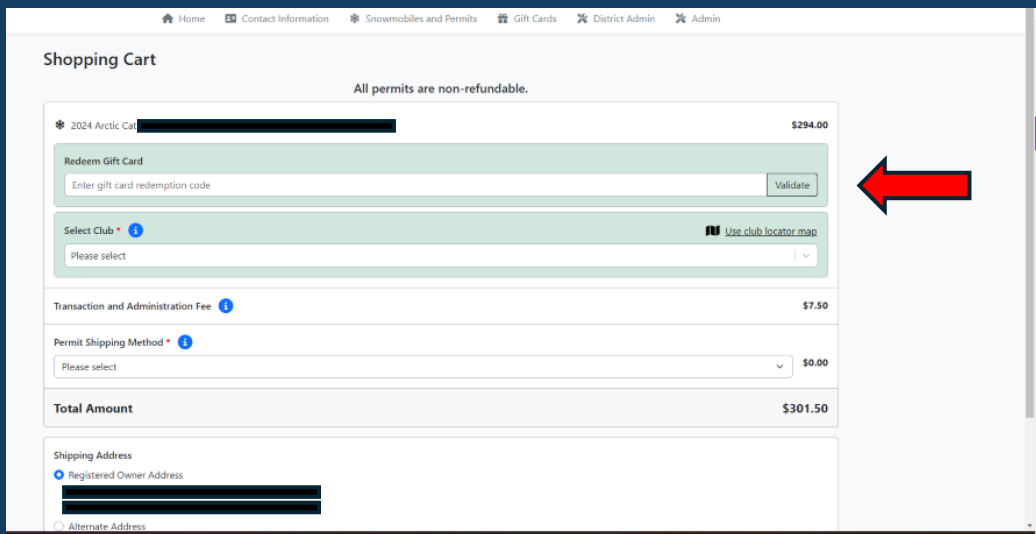 Home Contact Information Snowmobiles and Permits Gift Cards District Admin Admin
Shopping Cart
All permits are non-refundable.
2024 Arctic Cat $294.00
Redeem Gift Card
Enter gift card redemption code Validate
Select Club * Use club locator map
Please select
Transaction and Administration Fee $7.50
Permit Shipping Method *
Please select $0.00
Total Amount $301.50
Shipping Address
Registered Owner Address
Alternate Address